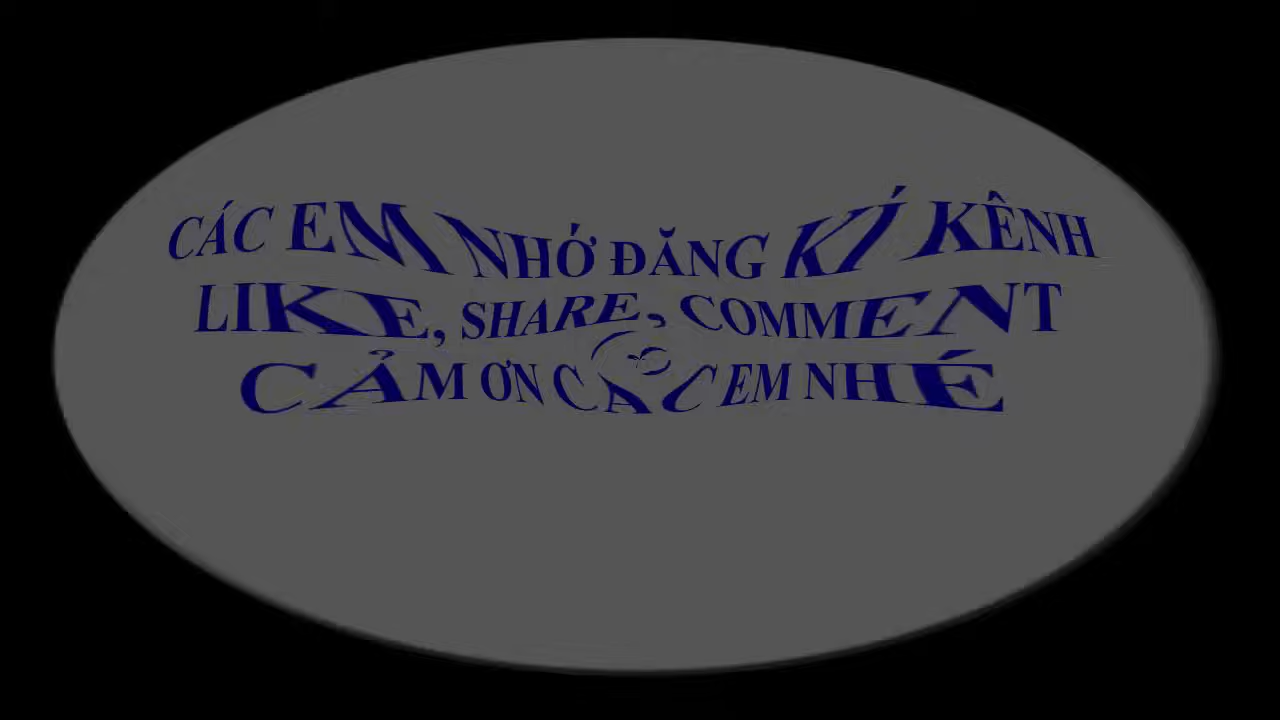 CÁC EM NHỚ ĐĂNG KÍ KÊNH
LIKE, SHARE, COMMENT
CẢM ƠN CÁC EM NHÉ